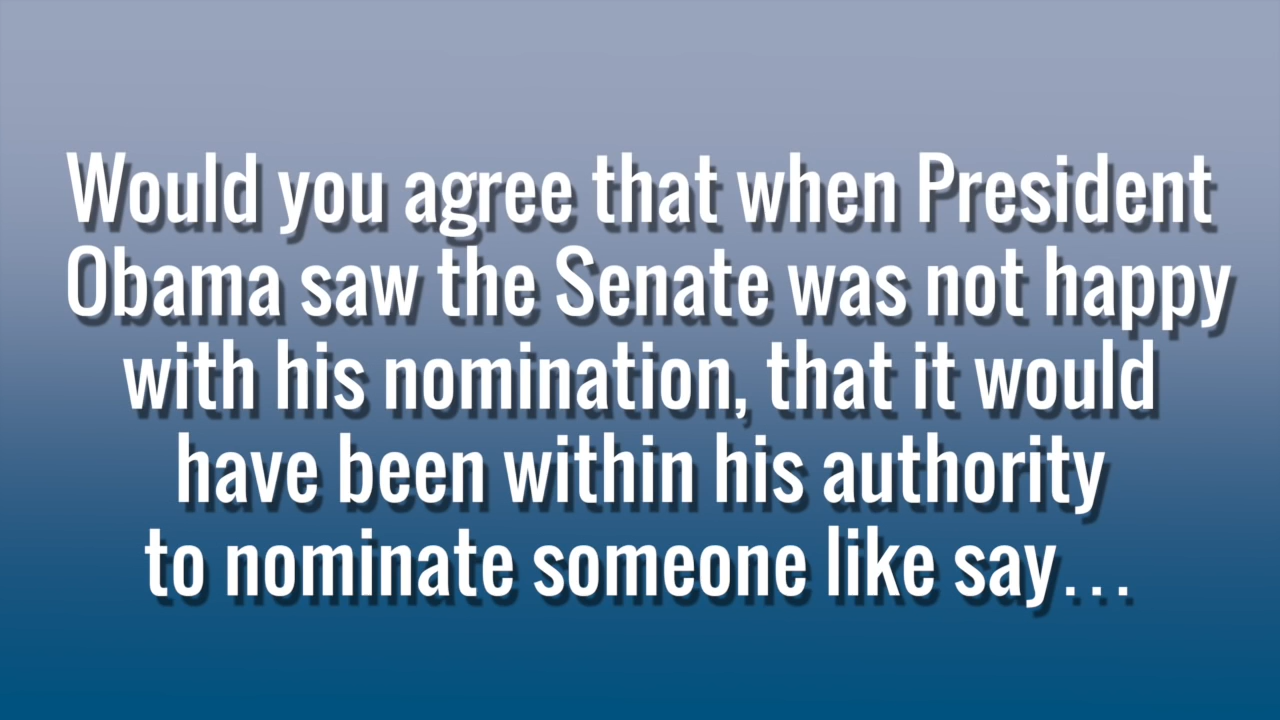 Would you agree that when President
Obama saw the Senate was not happy
with his nomination, that it would
have been within his authority
to nominate someone like say…